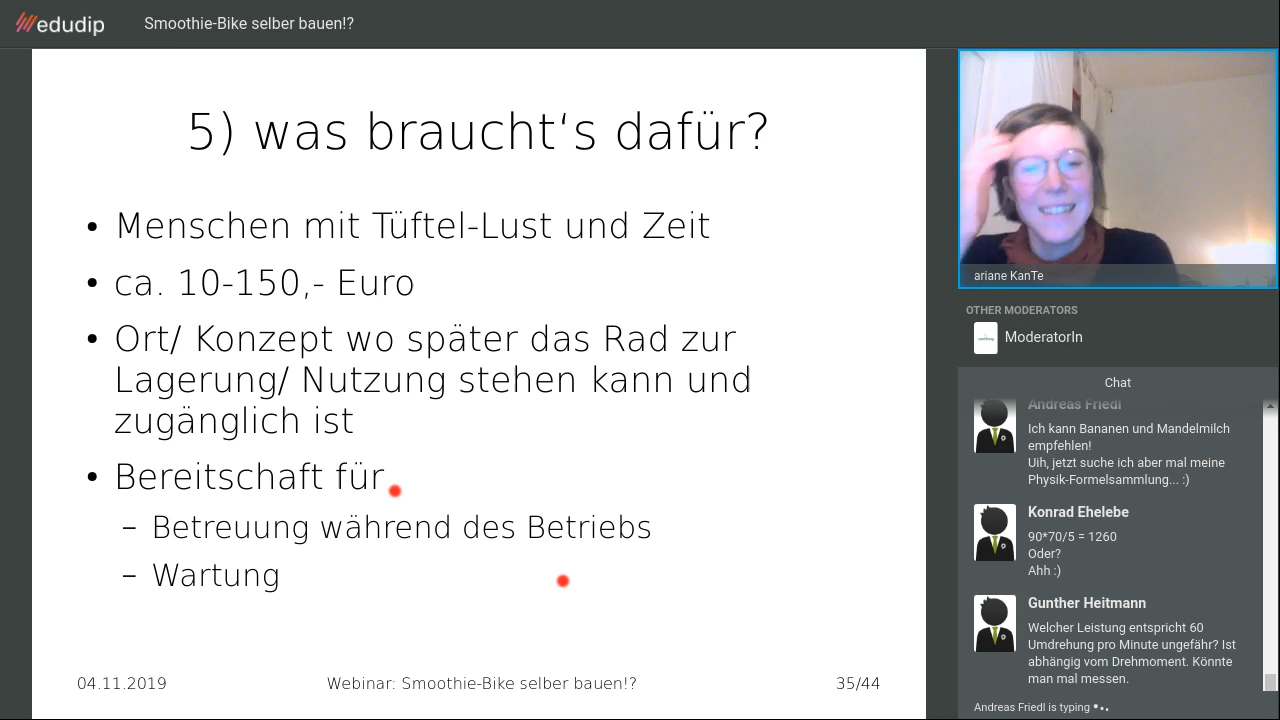 edudip
Smoothie-Bike selber bauen!?
5) was braucht‘s dafür?
• Menschen mit Tüftel-Lust und Zeit
• ca. 10-150,- Euro
• Ort/ Konzept wo später das Rad zur
Lagerung/ Nutzung stehen kann und
zugänglich ist
• Bereitschaft für
– Betreuung während des Betriebs
– Wartung
04.11.2019
Webinar: Smoothie-Bike selber bauen!?
35/44
ariane KanTe
OTHER MODERATORS
ModeratorIn
Chat
Andreas Friedl
Ich kann Bananen und Mandelmilch
empfehlen!
Uih, jetzt suche ich aber mal meine
Physik-Formelsammlung... :)
Konrad Ehelebe
90*70/5 = 1260
Oder?
Ahh :)
Gunther Heitmann
Welcher Leistung entspricht 60
Umdrehung pro Minute ungefähr? Ist
abhängig vom Drehmoment. Könnte
man mal messen.
Andreas Friedl is typing